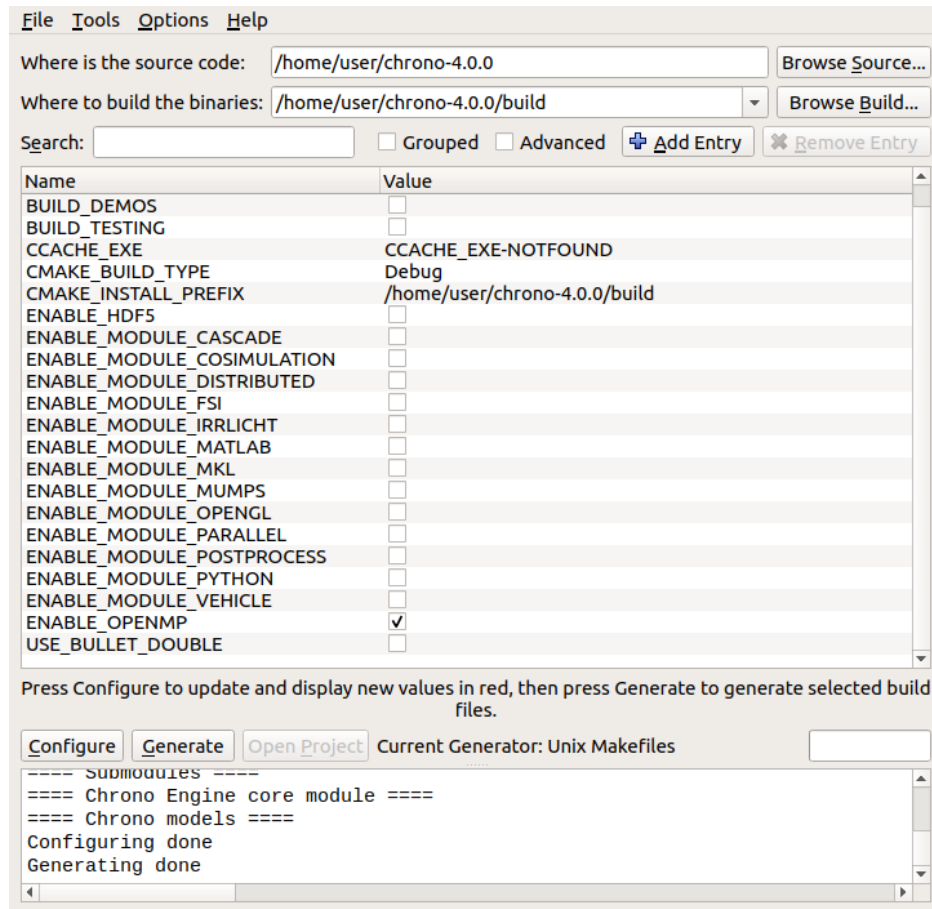 File Tools Options Help
Where is the source code: /home/user/chrono-4.0.0 Browse Source...
Where to build the binaries: /home/user/chrono-4.0.0/build Browse Build...
Search: Grouped Advanced Add Entry Remove Entry
Name Value
BUILD_DEMOS
BUILD_TESTING
CCACHE_EXE CCACHE_EXE-NOTFOUND
CMAKE_BUILD_TYPE Debug
CMAKE_INSTALL_PREFIX /home/user/chrono-4.0.0/build
ENABLE_HDF5
ENABLE_MODULE_CASCADE
ENABLE_MODULE_COSIMULATION
ENABLE_MODULE_DISTRIBUTED
ENABLE_MODULE_FSI
ENABLE_MODULE_IRRLICHT
ENABLE_MODULE_MATLAB
ENABLE_MODULE_MKL
ENABLE_MODULE_MUMPS
ENABLE_MODULE_OPENGL
ENABLE_MODULE_PARALLEL
ENABLE_MODULE_POSTPROCESS
ENABLE_MODULE_PYTHON
ENABLE_MODULE_VEHICLE
ENABLE_OPENMP
USE_BULLET_DOUBLE
Press Configure to update and display new values in red, then press Generate to generate selected build
files.
Configure Generate Open Project Current Generator: Unix Makefiles
==== Submodules ====
==== Chrono Engine core module ====
==== Chrono models ====
Configuring done
Generating done